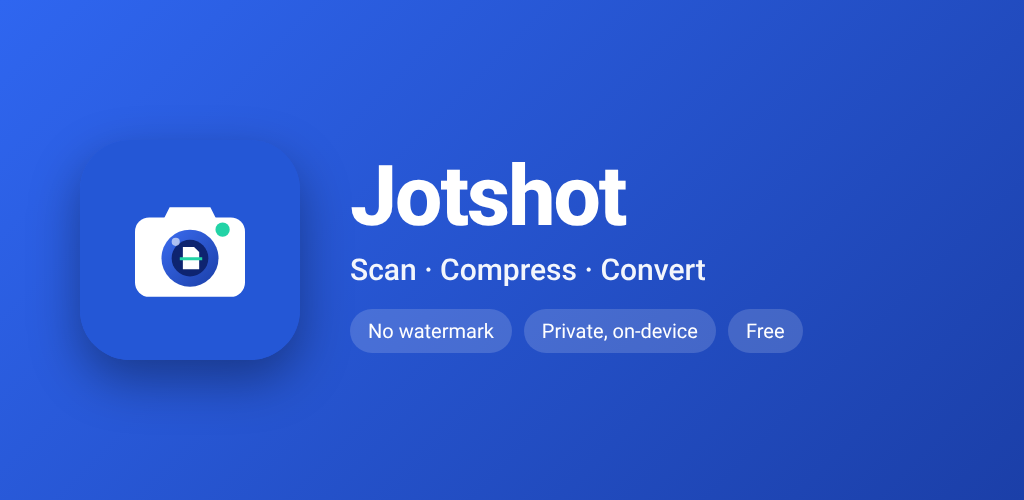 Jotshot
Scan · Compress · Convert
No watermark Private, on-device Free